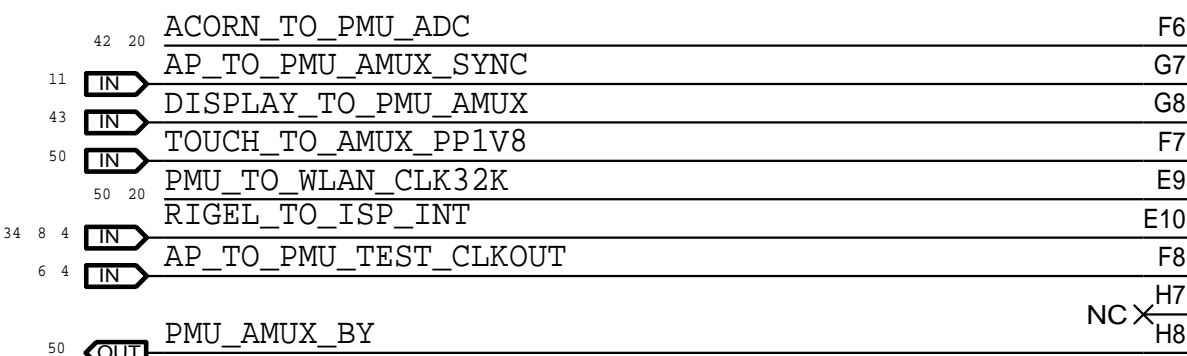 42 20 ACORN_TO_PMU_ADC F6
11 IN AP_TO_PMU_AMUX_SYNC G7
43 IN DISPLAY_TO_PMU_AMUX G8
50 IN TOUCH_TO_AMUX_PP1V8 F7
50 20 PMU_TO_WLAN_CLK32K E9
34 8 4 IN RIGEL_TO_ISP_INT E10
6 4 IN AP_TO_PMU_TEST_CLKOUT F8
NC H7
50 OUT PMU_AMUX_BY H8